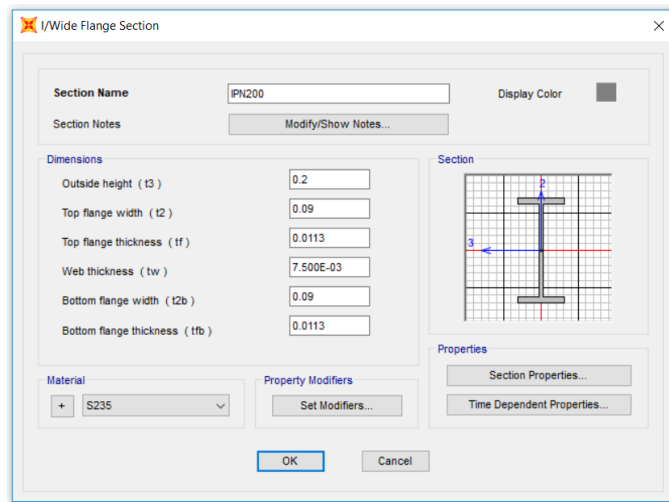 I/Wide Flange Section
Section Name
IPN200
Display Color
Section Notes
Modify/Show Notes...
Dimensions
Outside height ( t3 )
0.2
Top flange width ( t2 )
0.09
Top flange thickness ( tf )
0.0113
Web thickness ( tw )
7.500E-03
Bottom flange width ( t2b )
0.09
Bottom flange thickness ( tfb )
0.0113
Section
2
3
Properties
Section Properties...
Time Dependent Properties...
Material
+
S235
Property Modifiers
Set Modifiers...
OK
Cancel